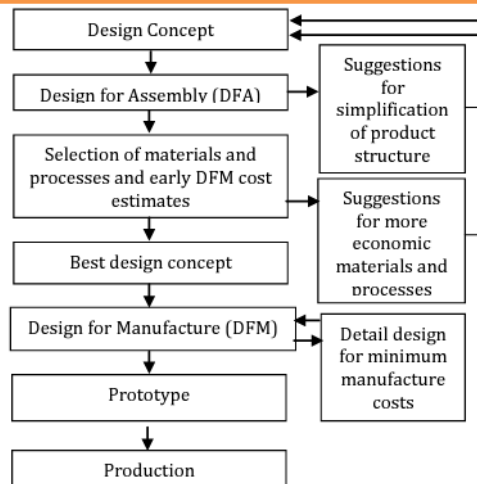 Design Concept
Design for Assembly (DFA)
Suggestions
for
simplification
of product
structure
Selection of materials and
processes and early DFM cost
estimates
Suggestions
for more
economic
materials and
processes
Best design concept
Design for Manufacture (DFM)
Detail design
for minimum
manufacture
costs
Prototype
Production